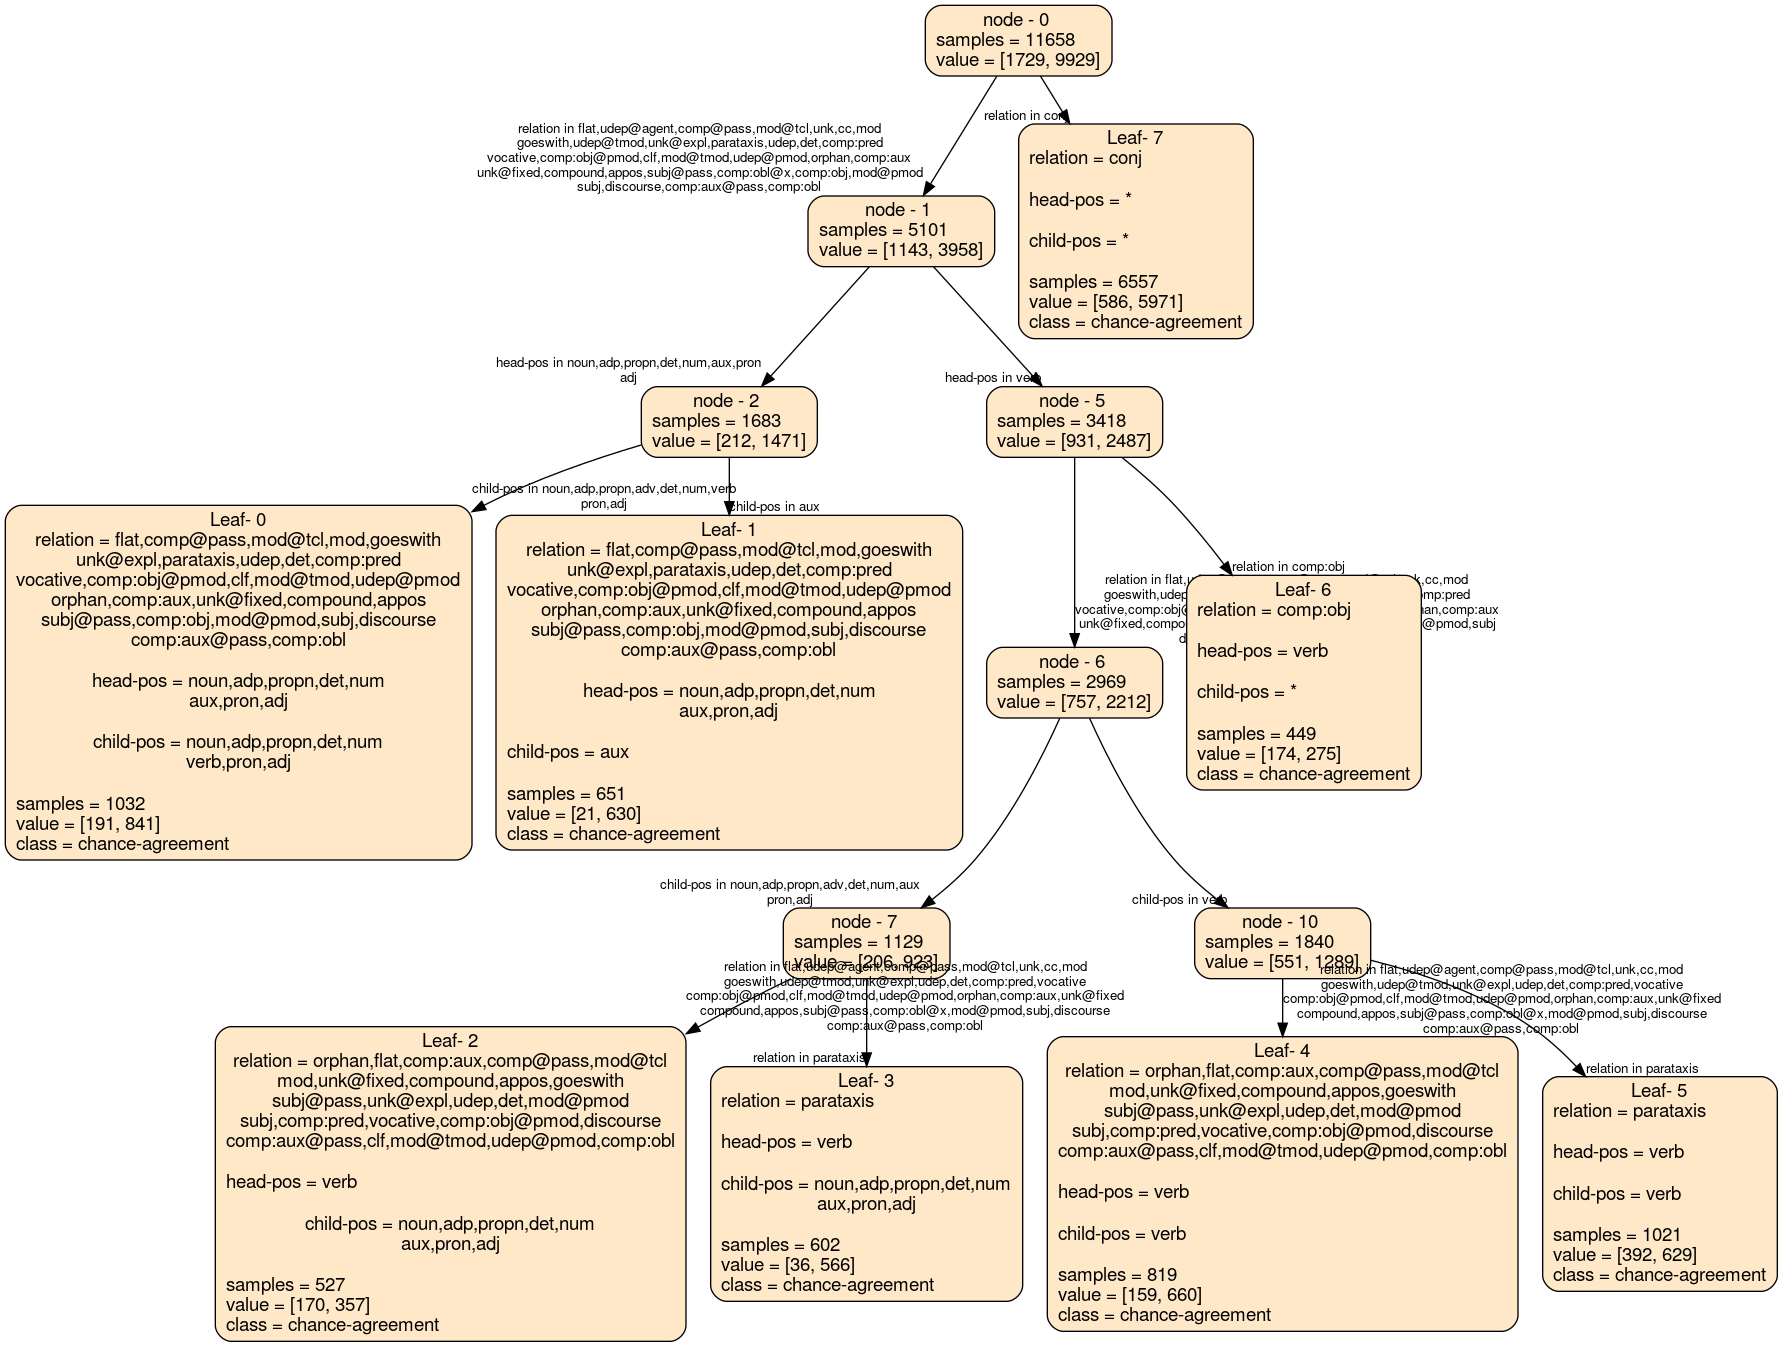 node - 0
samples = 11658
value = [1729, 9929]
relation in flat,udep@agent,comp@pass,mod@tcl,unk,cc,mod
goeswith,udep@tmod,unk@expl,parataxis,udep,det,comp:pred
vocative,comp:obj@pmod,clf,mod@tmod,udep@pmod,orphan,comp:aux
unk@fixed,compound,appos,subj@pass,comp:obl@x,comp:obj,mod@pmod
subj,discourse,comp:aux@pass,comp:obl
relation in conj
Leaf- 7
relation = conj
head-pos = *
child-pos = *
samples = 6557
value = [586, 5971]
class = chance-agreement
node - 1
samples = 5101
value = [1143, 3958]
head-pos in noun,adp,propn,det,num,aux,pron
adj
head-pos in verb
node - 2
samples = 1683
value = [212, 1471]
node - 5
samples = 3418
value = [931, 2487]
child-pos in noun,adp,propn,adv,det,num,verb
pron,adj
child-pos in aux
Leaf- 0
relation = flat,comp@pass,mod@tcl,mod,goeswith
unk@expl,parataxis,udep,det,comp:pred
vocative,comp:obj@pmod,clf,mod@tmod,udep@pmod
orphan,comp:aux,unk@fixed,compound,appos
subj@pass,comp:obj,mod@pmod,subj,discourse
comp:aux@pass,comp:obl
head-pos = noun,adp,propn,det,num
aux,pron,adj
child-pos = noun,adp,propn,det,num
verb,pron,adj
samples = 1032
value = [191, 841]
class = chance-agreement
Leaf- 1
relation = flat,comp@pass,mod@tcl,mod,goeswith
unk@expl,parataxis,udep,det,comp:pred
vocative,comp:obj@pmod,clf,mod@tmod,udep@pmod
orphan,comp:aux,unk@fixed,compound,appos
subj@pass,comp:obj,mod@pmod,subj,discourse
comp:aux@pass,comp:obl
head-pos = noun,adp,propn,det,num
aux,pron,adj
child-pos = aux
samples = 651
value = [21, 630]
class = chance-agreement
relation in comp:obj
relation in flat,
goeswith,
vocative,
Leaf- 6
relation = comp:obj
head-pos = verb
child-pos = *
samples = 449
value = [174, 275]
class = chance-agreement
node - 6
samples = 2969
value = [757, 2212]
child-pos in noun,adp,propn,adv,det,num,aux
pron,adj
child-pos in verb
node - 7
samples = 1129
value = [206, 923]
node - 10
samples = 1840
value = [551, 1289]
relation in flat,udep@agent,comp@pass,mod@tcl,unk,cc,mod
goeswith,udep@tmod,unk@expl,udep,det,comp:pred,vocative
comp:obj@pmod,clf,mod@tmod,udep@pmod,orphan,comp:aux,unk@fixed
compound,appos,subj@pass,comp:obl@x,mod@pmod,subj,discourse
comp:aux@pass,comp:obl
relation in parataxis
relation in flat,udep@agent,comp@pass,mod@tcl,unk,cc,mod
goeswith,udep@tmod,unk@expl,udep,det,comp:pred,vocative
comp:obj@pmod,clf,mod@tmod,udep@pmod,orphan,comp:aux,unk@fixed
compound,appos,subj@pass,comp:obl@x,mod@pmod,subj,discourse
comp:aux@pass,comp:obl
relation in parataxis
Leaf- 2
relation = orphan,flat,comp:aux,comp@pass,mod@tcl
mod,unk@fixed,compound,appos,goeswith
subj@pass,unk@expl,udep,det,mod@pmod
subj,comp:pred,vocative,comp:obj@pmod,discourse
comp:aux@pass,clf,mod@tmod,udep@pmod,comp:obl
head-pos = verb
child-pos = noun,adp,propn,det,num
aux,pron,adj
samples = 527
value = [170, 357]
class = chance-agreement
Leaf- 3
relation = parataxis
head-pos = verb
child-pos = noun,adp,propn,det,num
aux,pron,adj
samples = 602
value = [36, 566]
class = chance-agreement
Leaf- 4
relation = orphan,flat,comp:aux,comp@pass,mod@tcl
mod,unk@fixed,compound,appos,goeswith
subj@pass,unk@expl,udep,det,mod@pmod
subj,comp:pred,vocative,comp:obj@pmod,discourse
comp:aux@pass,clf,mod@tmod,udep@pmod,comp:obl
head-pos = verb
child-pos = verb
samples = 819
value = [159, 660]
class = chance-agreement
Leaf- 5
relation = parataxis
head-pos = verb
child-pos = verb
samples = 1021
value = [392, 629]
class = chance-agreement